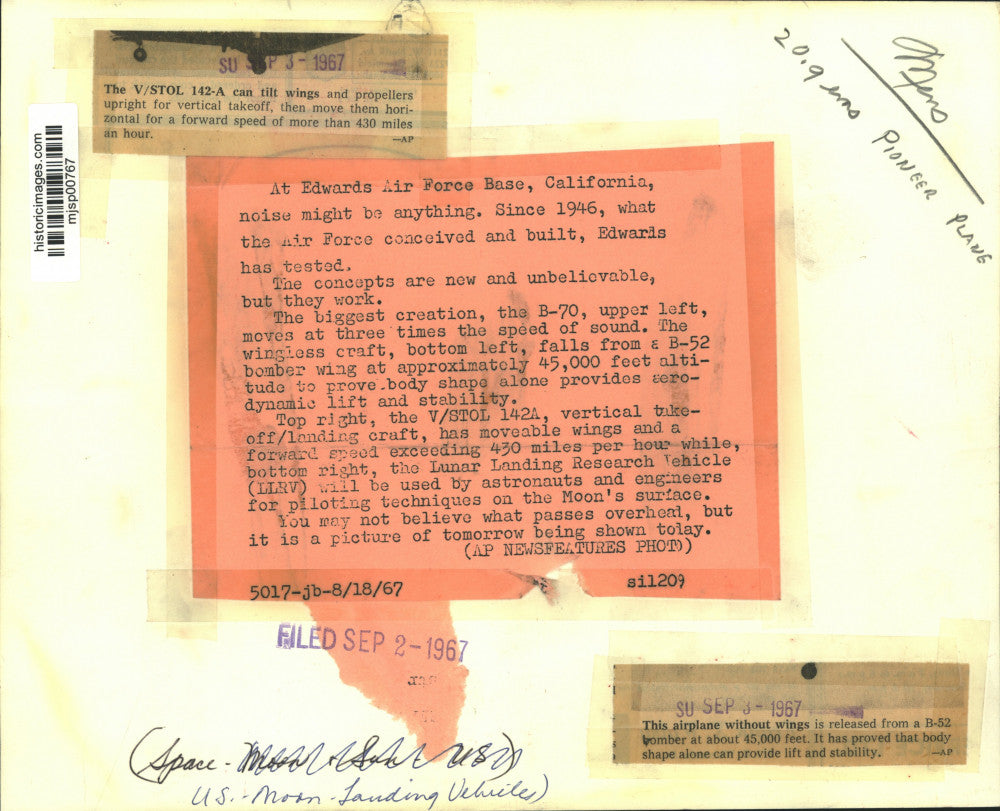 SU SEP 3-1967
The V/STOL 142-A can tilt wings and propellers
upright for vertical takeoff, then move them hori-
zontal for a forward speed of more than 430 miles
an hour.
—AP
historicimages.com
mjsp00767
20.9 ems
PIONEER PLANE
At Edwards Air Force Base, California,
noise might be anything. Since 1946, what
the Air Force conceived and built, Edwards
has tested.
The concepts are new and unbelievable,
but they work.
The biggest creation, the B-70, upper left,
moves at three times the speed of sound. The
wingless craft, bottom left, falls from a B-52
bomber wing at approximately 45,000 feet alti-
tude to prove body shape alone provides aero-
dynamic lift and stability.
Top right, the V/STOL 142A, vertical take-
off/landing craft, has moveable wings and a
forward speed exceeding 430 miles per hour while,
bottom right, the Lunar Landing Research Vehicle
(LLRV) will be used by astronauts and engineers
for piloting techniques on the Moon's surface.
You may not believe what passes overhead, but
it is a picture of tomorrow being shown today.
(AP NEWSFEATURES PHOTO)
5017-jb-8/18/67
sil209
FILED SEP 2-1967
SU SEP 3-1967
This airplane without wings is released from a B-52
bomber at about 45,000 feet. It has proved that body
shape alone can provide lift and stability.
—AP
(Space-
U.S.-Moon-Landing Vehicles)